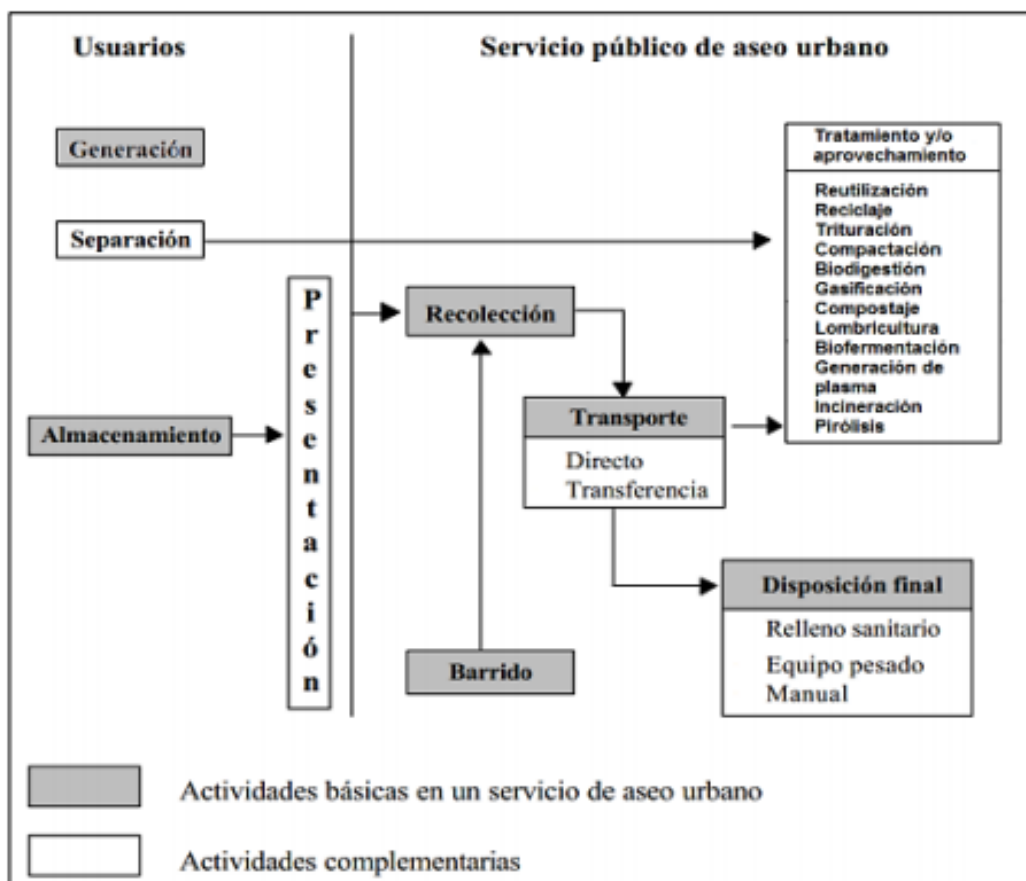 Usuarios
Servicio público de aseo urbano
Generación
Separación
Almacenamiento
Presentación
Recolección
Barrido
Transporte
Directo
Transferencia
Tratamiento y/o
aprovechamiento
Reutilización
Reciclaje
Trituración
Compactación
Biodigestión
Gasificación
Compostaje
Lombricultura
Biofermentación
Generación de
plasma
Incineración
Pirólisis
Disposición final
Relleno sanitario
Equipo pesado
Manual
Actividades básicas en un servicio de aseo urbano
Actividades complementarias